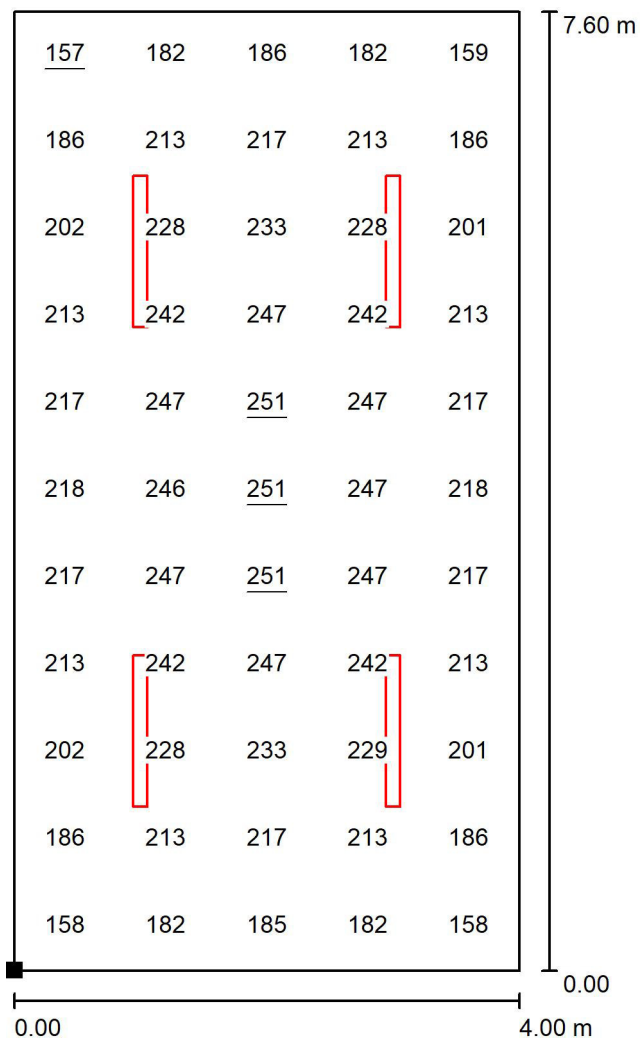 7.60 m
157 182 186 182 159
186 213 217 213 186
202 228 233 228 201
213 242 247 242 213
217 247 251 247 217
218 246 251 247 218
217 247 251 247 217
213 242 247 242 213
202 228 233 229 201
186 213 217 213 186
158 182 185 182 158
0.00
0.00 4.00 m